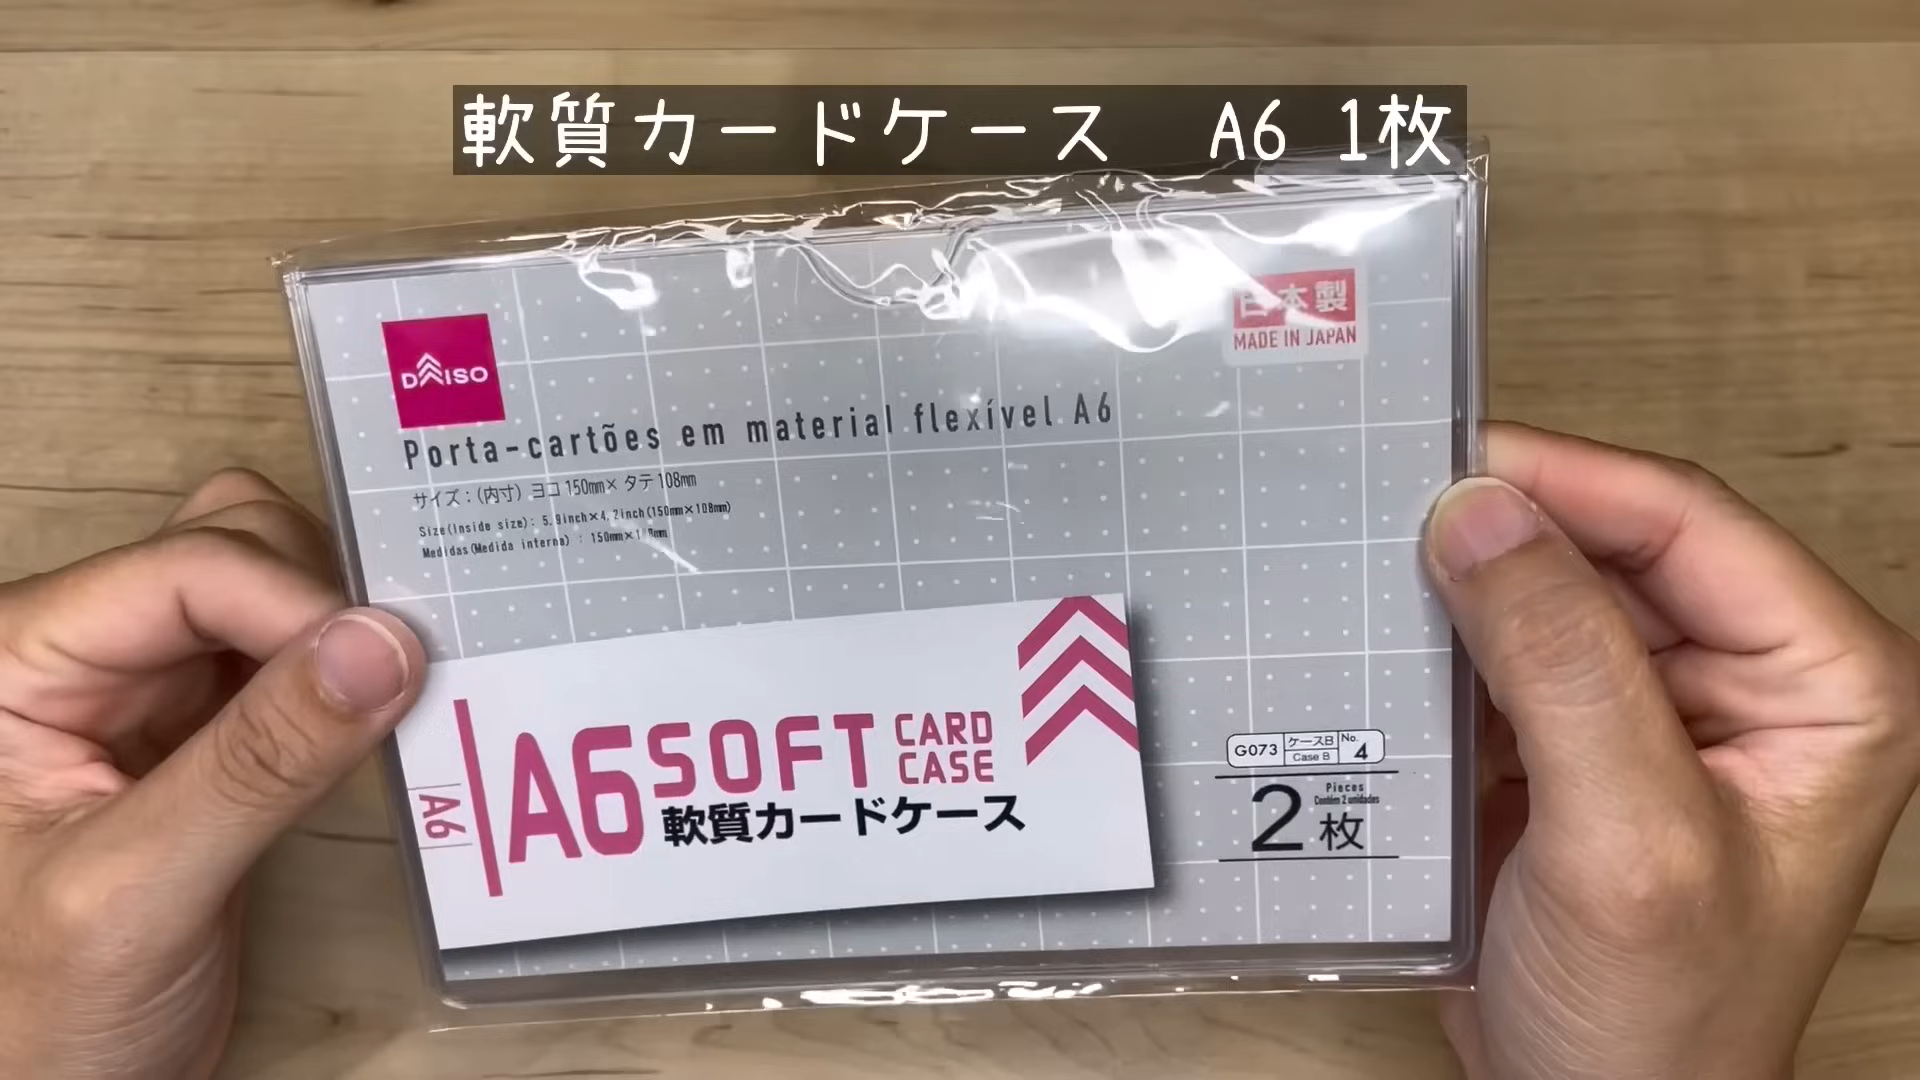 軟質カードケース　A6 1枚
DAISO
日本製
MADE IN JAPAN
Porta-cartões em material flexível A6
サイズ：(内寸) ヨコ150mm×タテ108mm
Size(Inside size): 5.9inch×4.2inch(150mm×108mm)
Medidas(Medida interna) : 150mm×108mm
A6
A6 SOFT CARD CASE
軟質カードケース
G073 ケースB Case B No. 4
2枚
Pieces
Contém 2 unidades